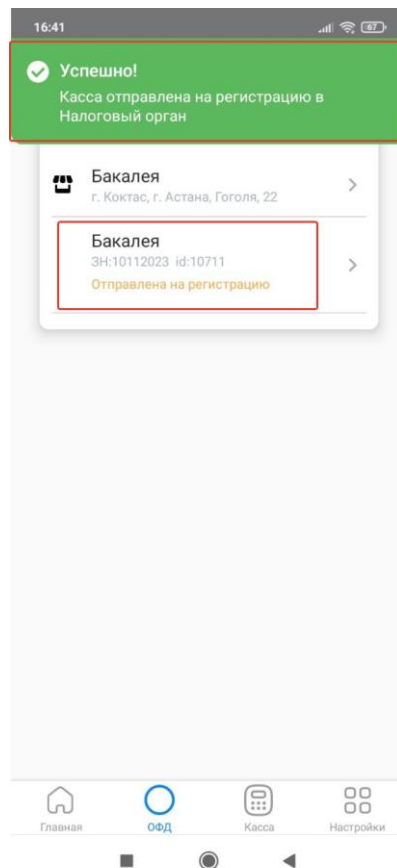 16:41
67
Успешно!
Касса отправлена на регистрацию в
Налоговый орган
Бакалея
г. Коктас, г. Астана, Гоголя, 22
Бакалея
ЗН:10112023 id:10711
Отправлена на регистрацию
Главная
ОФД
Касса
Настройки